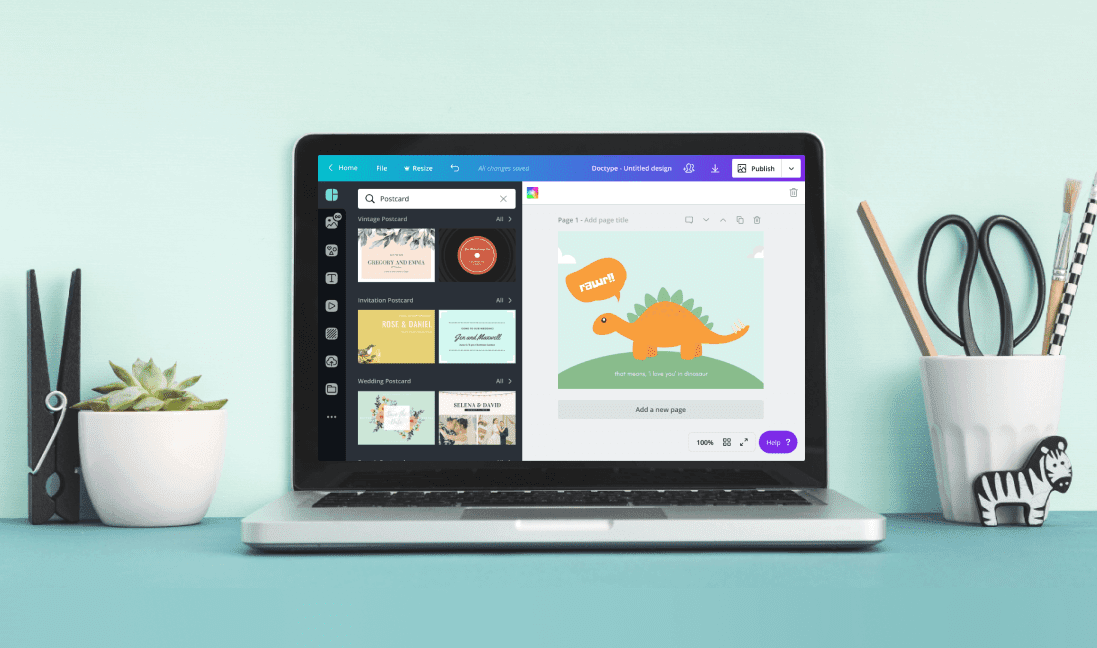 Home File Resize All changes saved Doctype - Untitled design Publish
Postcard
Vintage Postcard All
GREGORY AND EMMA
Invitation Postcard All
ROSE & DANIEL
Jen and Maxwell
Wedding Postcard All
SELENA & DAVID
Page 1 - Add page title
rawr!!
that means, 'i love you' in dinosaur
Add a new page
100%
Help ?